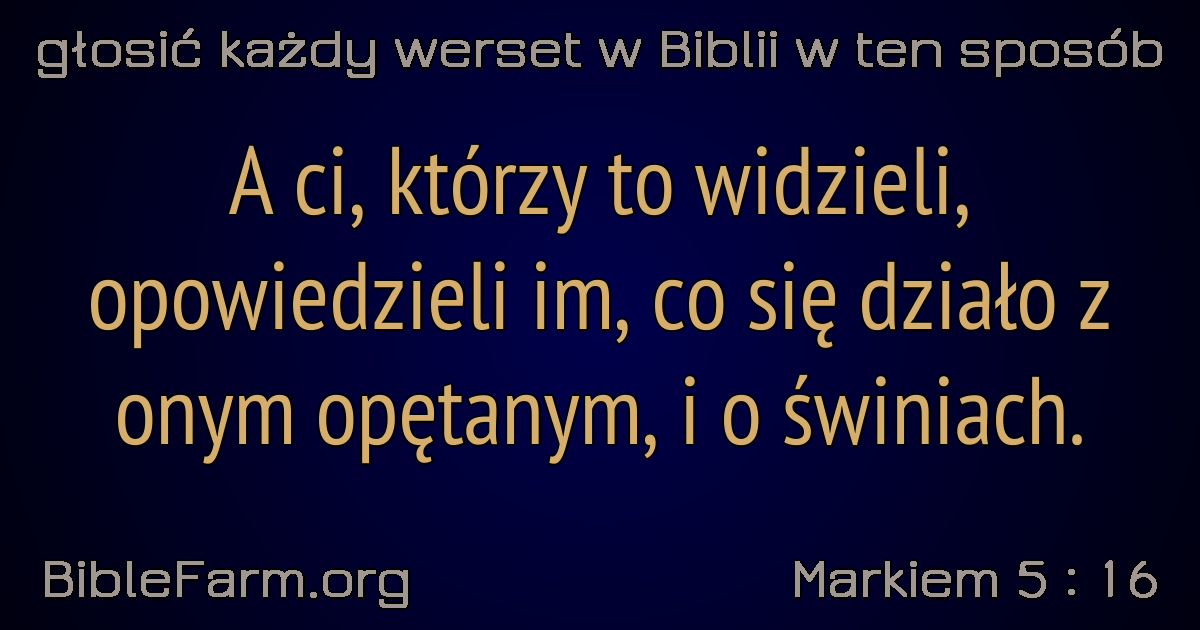 głosić każdy werset w Biblii w ten sposób
A ci, którzy to widzieli,
opowiedzieli im, co się działo z
onym opętanym, i o świniach.
BibleFarm.org
Markiem 5 : 16